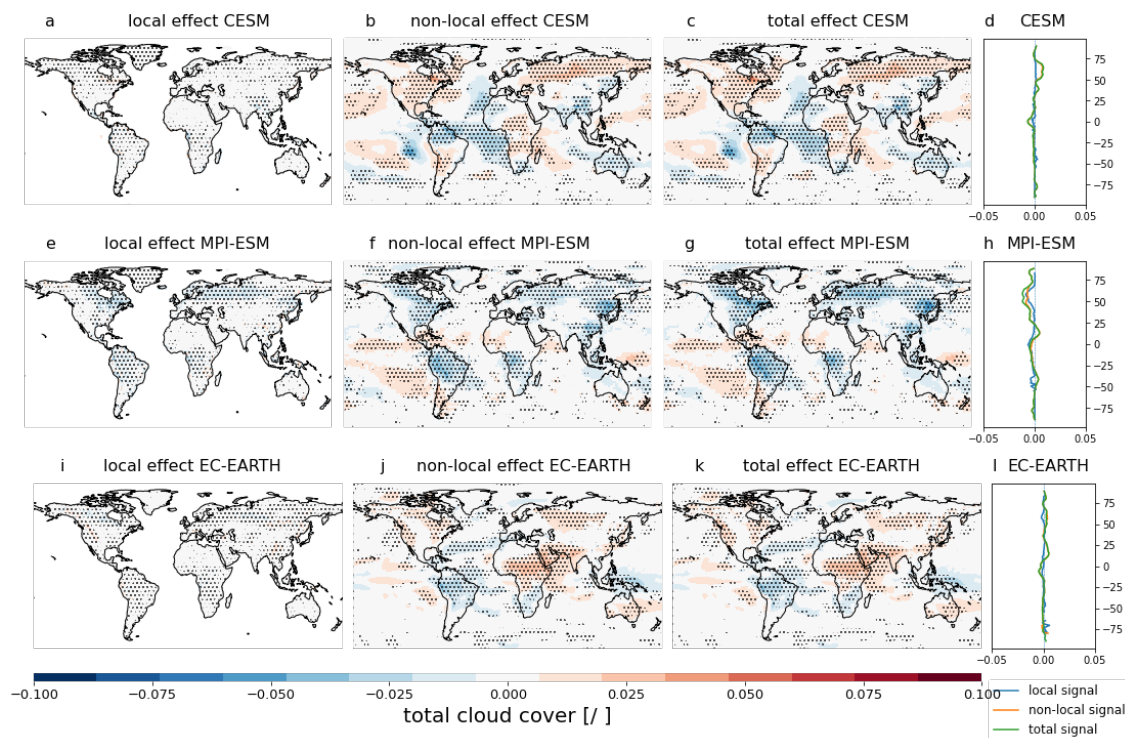 a local effect CESM
b non-local effect CESM
c total effect CESM
d CESM
75
50
25
0
−25
−50
−75
−0.05 0.00 0.05
e local effect MPI-ESM
f non-local effect MPI-ESM
g total effect MPI-ESM
h MPI-ESM
75
50
25
0
−25
−50
−75
−0.05 0.00 0.05
i local effect EC-EARTH
j non-local effect EC-EARTH
k total effect EC-EARTH
l EC-EARTH
75
50
25
0
−25
−50
−75
−0.05 0.00 0.05
−0.100 −0.075 −0.050 −0.025 0.000 0.025 0.050 0.075 0.100
total cloud cover [/ ]
local signal
non-local signal
total signal